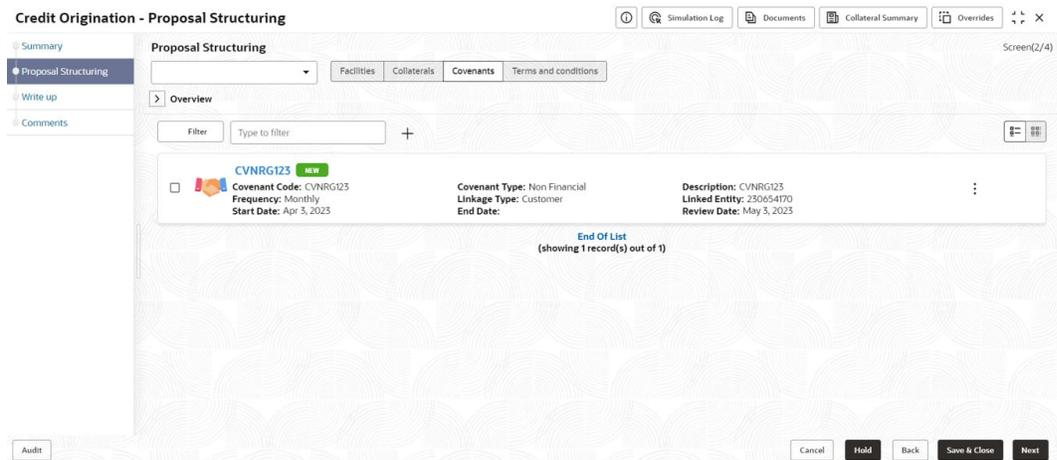 Credit Origination - Proposal Structuring
Simulation Log
Documents
Collateral Summary
Overrides
Summary
Proposal Structuring
Write up
Comments
Proposal Structuring
Screen(2/4)
Facilities
Collaterals
Covenants
Terms and conditions
Overview
Filter
Type to filter
CVNRG123 NEW
Covenant Code: CVNRG123 Covenant Type: Non Financial Description: CVNRG123
Frequency: Monthly Linkage Type: Customer Linked Entity: 230654170
Start Date: Apr 3, 2023 End Date: Review Date: May 3, 2023
End Of List
(showing 1 record(s) out of 1)
Audit
Cancel
Hold
Back
Save & Close
Next